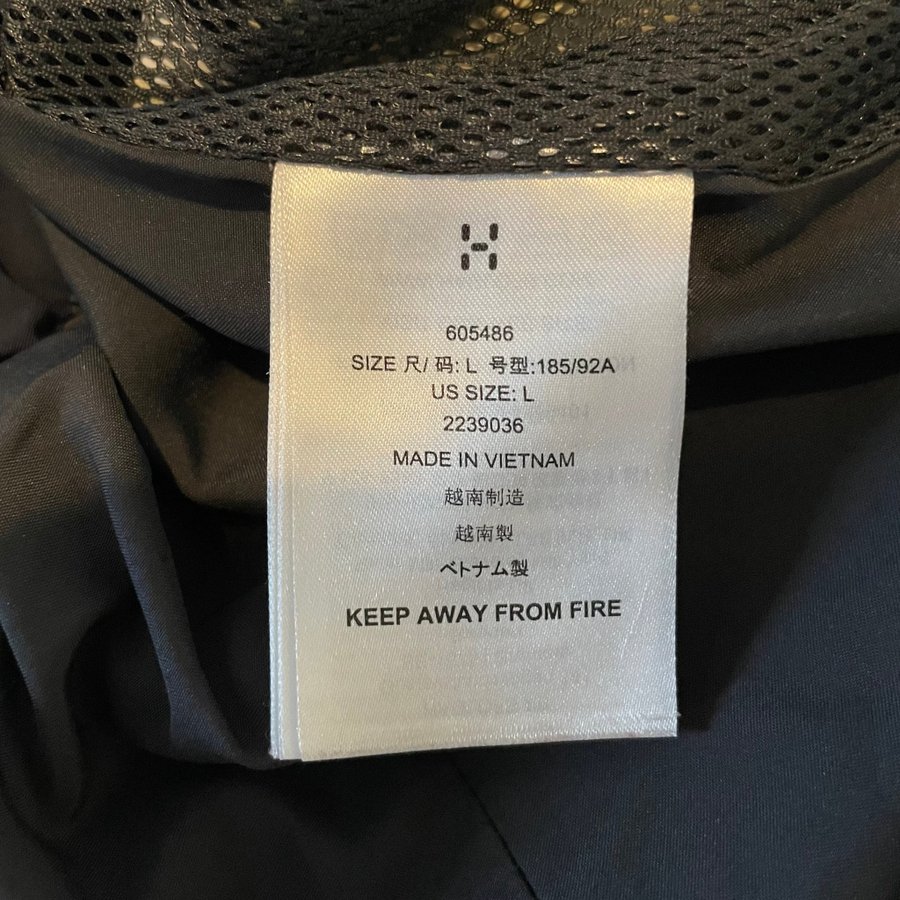 H
605486
SIZE 尺/ 码: L 号型:185/92A
US SIZE: L
2239036
MADE IN VIETNAM
越南制造
越南製
ベトナム製
KEEP AWAY FROM FIRE